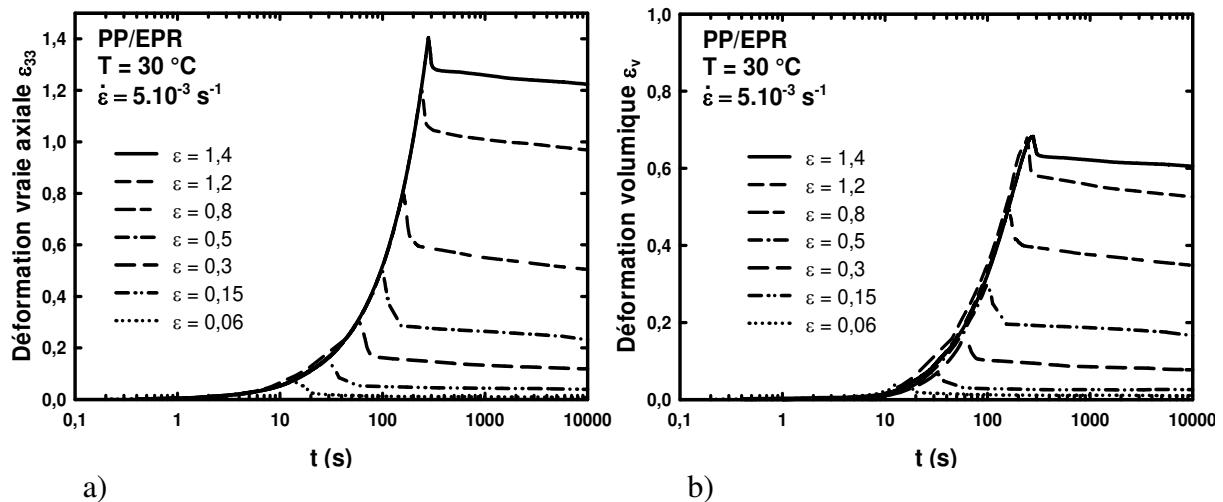 PP/EPR
T = 30 °C
ε̇ = 5.10⁻³ s⁻¹
ε = 1,4
ε = 1,2
ε = 0,8
ε = 0,5
ε = 0,3
ε = 0,15
ε = 0,06
Déformation vraie axiale ε₃₃
1,4
1,2
1,0
0,8
0,6
0,4
0,2
0,0
0,1 1 10 100 1000 10000
t (s)
a)
PP/EPR
T = 30 °C
ε̇ = 5.10⁻³ s⁻¹
ε = 1,4
ε = 1,2
ε = 0,8
ε = 0,5
ε = 0,3
ε = 0,15
ε = 0,06
Déformation volumique εᵥ
1,0
0,8
0,6
0,4
0,2
0,0
0,1 1 10 100 1000 10000
t (s)
b)